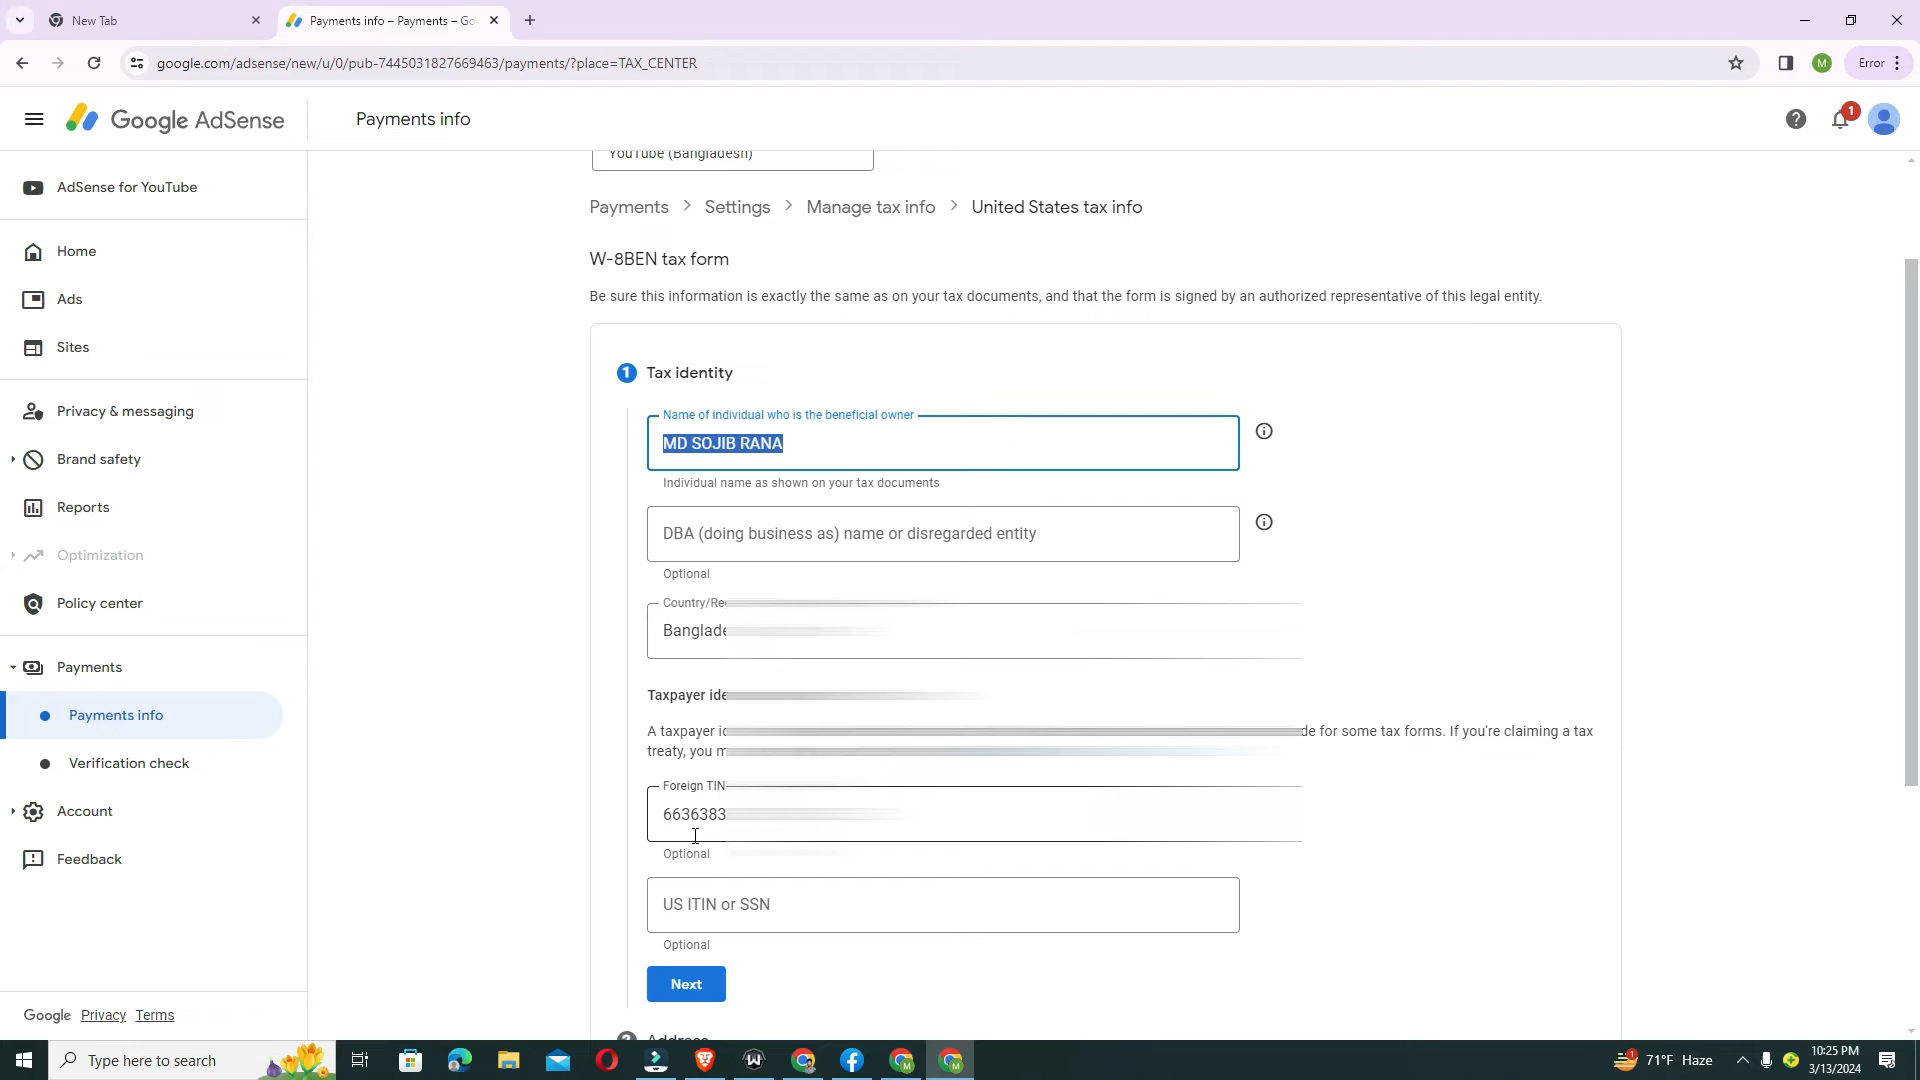 New Tab
Payments info – Payments – Go
google.com/adsense/new/u/0/pub-7445031827669463/payments/?place=TAX_CENTER
M
Error
Google AdSense
Payments info
1
YouTube (Bangladesh)
AdSense for YouTube
Home
Ads
Sites
Privacy & messaging
Brand safety
Reports
Optimization
Policy center
Payments
Payments info
Verification check
Account
Feedback
Google Privacy Terms
Payments > Settings > Manage tax info > United States tax info
W-8BEN tax form
Be sure this information is exactly the same as on your tax documents, and that the form is signed by an authorized representative of this legal entity.
1 Tax identity
Name of individual who is the beneficial owner
MD SOJIB RANA
Individual name as shown on your tax documents
DBA (doing business as) name or disregarded entity
Optional
Country/Re
Banglade
Taxpayer ide
A taxpayer i
de for some tax forms. If you're claiming a tax
treaty, you m
Foreign TIN
6636383
Optional
US ITIN or SSN
Optional
Next
Address
Type here to search
71°F Haze
10:25 PM
3/13/2024